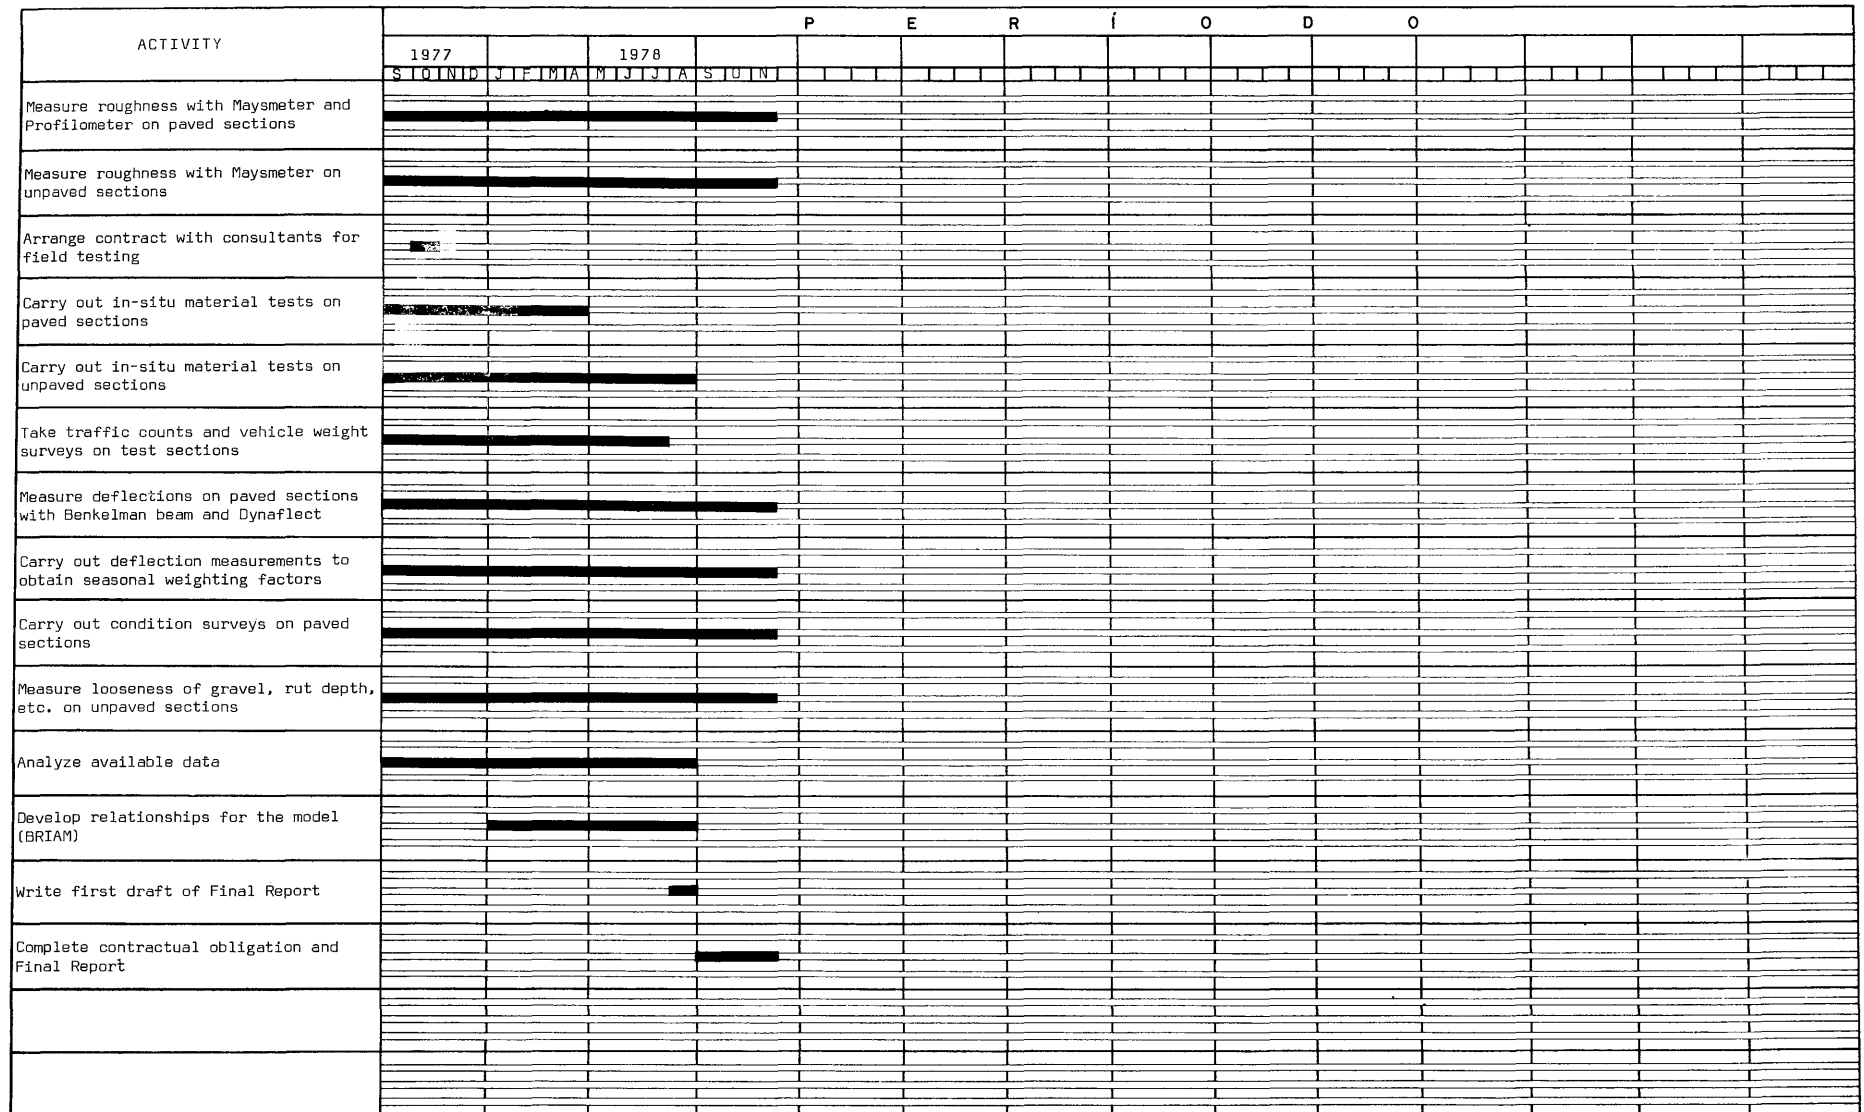 P E R Í O D O
ACTIVITY
1977 1978
S O N D J F M A M J J A S O N
Measure roughness with Maysmeter and
Profilometer on paved sections
Measure roughness with Maysmeter on
unpaved sections
Arrange contract with consultants for
field testing
Carry out in-situ material tests on
paved sections
Carry out in-situ material tests on
unpaved sections
Take traffic counts and vehicle weight
surveys on test sections
Measure deflections on paved sections
with Benkelman beam and Dynaflect
Carry out deflection measurements to
obtain seasonal weighting factors
Carry out condition surveys on paved
sections
Measure looseness of gravel, rut depth,
etc. on unpaved sections
Analyze available data
Develop relationships for the model
(BRIAM)
Write first draft of Final Report
Complete contractual obligation and
Final Report